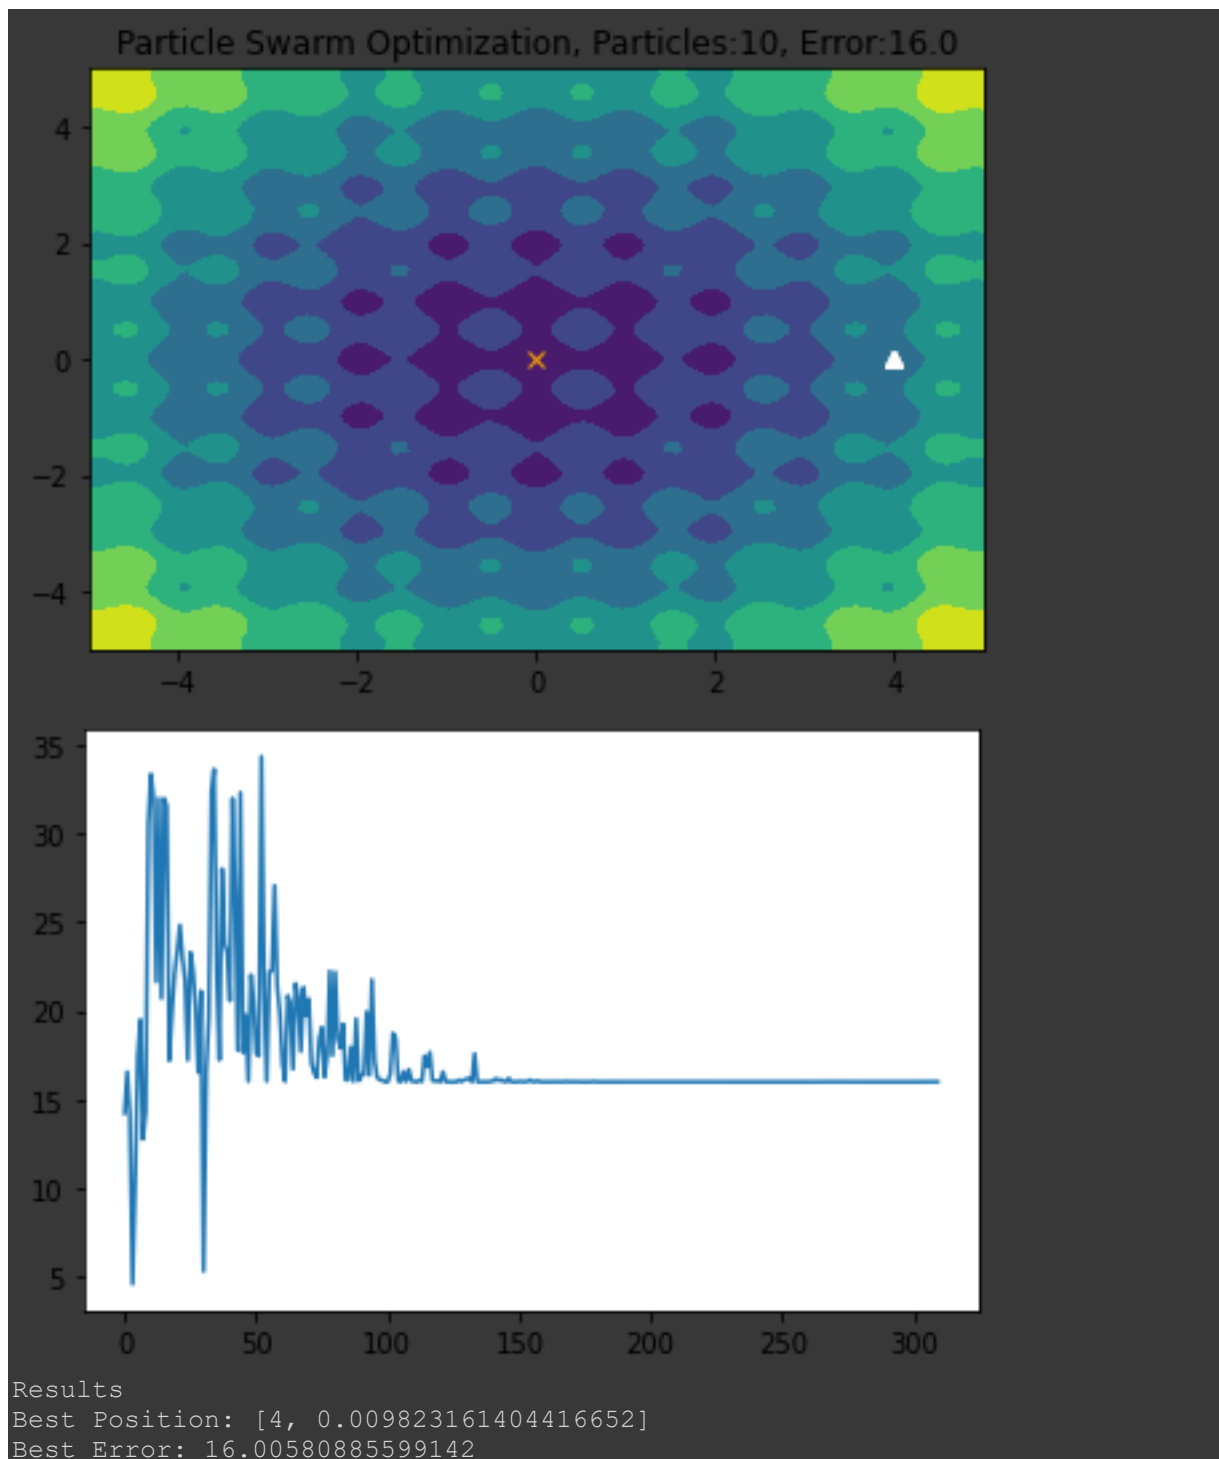 Particle Swarm Optimization, Particles:10, Error:16.0
4
2
0
−2
−4
−4 −2 0 2 4
35
30
25
20
15
10
5
0 50 100 150 200 250 300
Results
Best Position: [4, 0.009823161404416652]
Best Error: 16.00580885599142